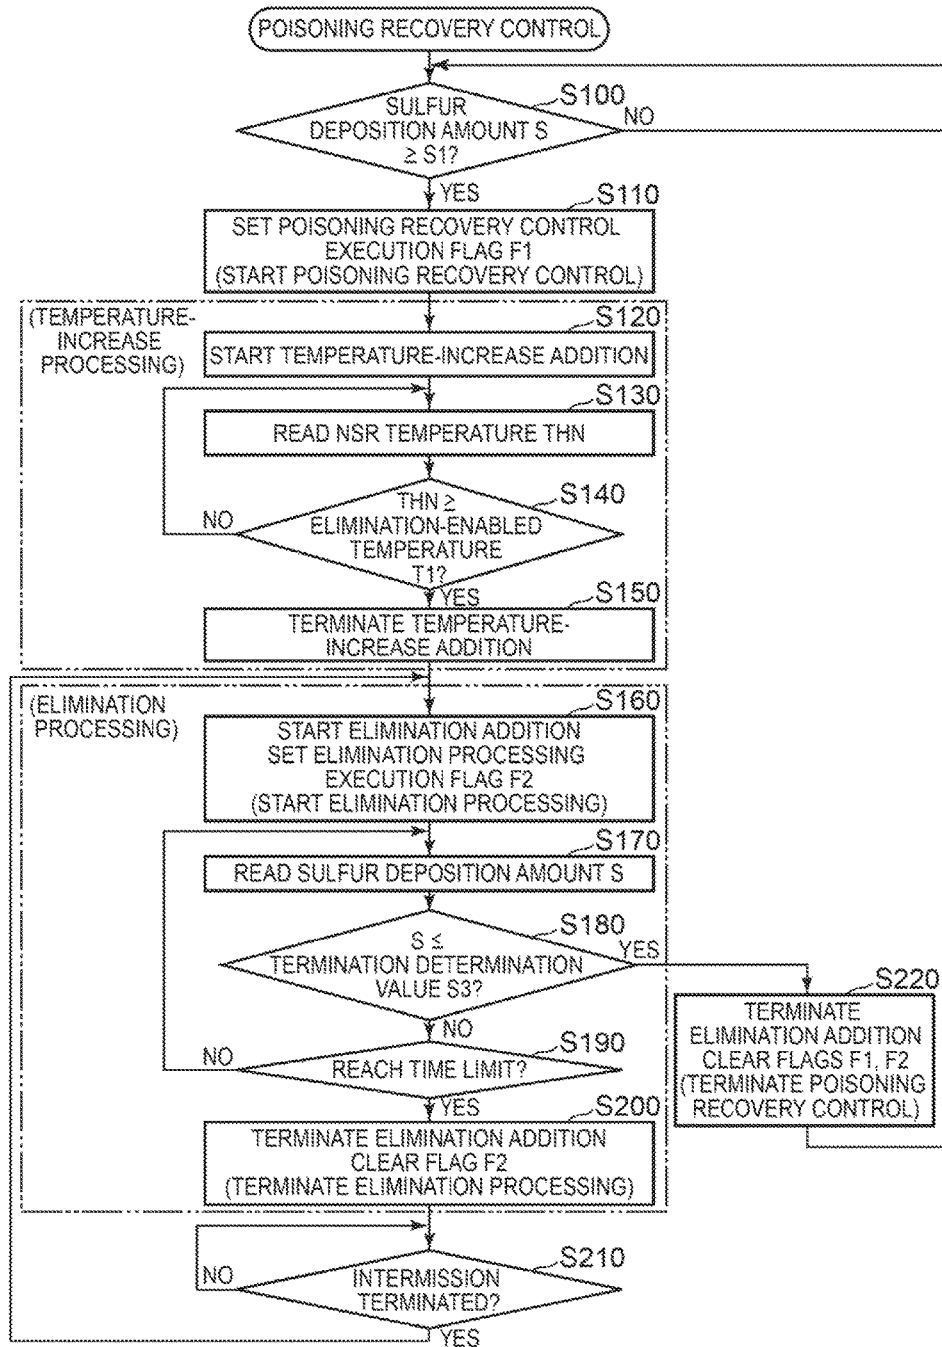 POISONING RECOVERY CONTROL
S100
SULFUR
DEPOSITION AMOUNT S
≥ S1?
NO
YES
S110
SET POISONING RECOVERY CONTROL
EXECUTION FLAG F1
(START POISONING RECOVERY CONTROL)
(TEMPERATURE-
INCREASE
PROCESSING)
S120
START TEMPERATURE-INCREASE ADDITION
S130
READ NSR TEMPERATURE THN
S140
THN ≥
ELIMINATION-ENABLED
TEMPERATURE
T1?
NO
YES
S150
TERMINATE TEMPERATURE-
INCREASE ADDITION
(ELIMINATION
PROCESSING)
S160
START ELIMINATION ADDITION
SET ELIMINATION PROCESSING
EXECUTION FLAG F2
(START ELIMINATION PROCESSING)
S170
READ SULFUR DEPOSITION AMOUNT S
S180
S ≤
TERMINATION DETERMINATION
VALUE S3?
YES
NO
S220
TERMINATE
ELIMINATION ADDITION
CLEAR FLAGS F1, F2
(TERMINATE POISONING
RECOVERY CONTROL)
S190
REACH TIME LIMIT?
NO
YES
S200
TERMINATE ELIMINATION ADDITION
CLEAR FLAG F2
(TERMINATE ELIMINATION PROCESSING)
S210
INTERMISSION
TERMINATED?
NO
YES